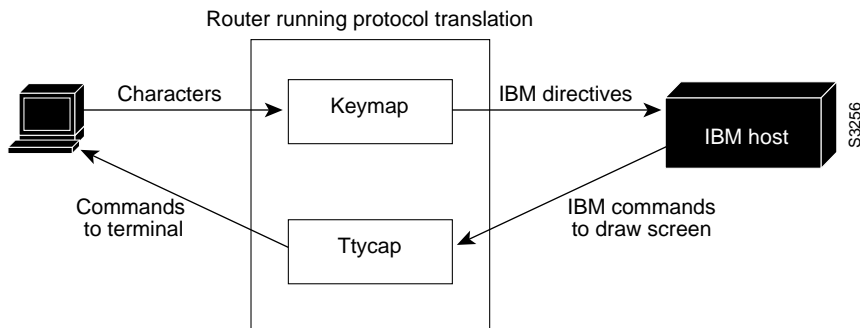 Router running protocol translation
Characters
Keymap
IBM directives
IBM host
S3256
Commands
to terminal
Ttycap
IBM commands
to draw screen